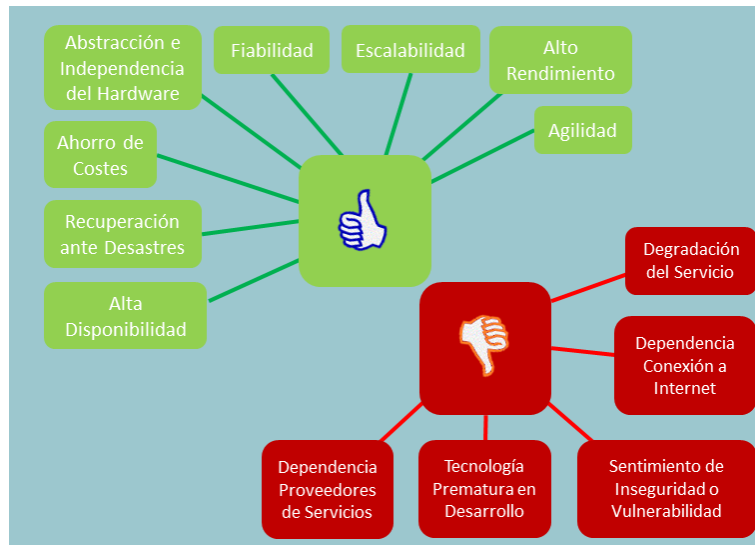 Abstracción e
Independencia
del Hardware
Fiabilidad
Escalabilidad
Alto
Rendimiento
Agilidad
Ahorro de
Costes
Recuperación
ante Desastres
Alta
Disponibilidad
Degradación
del Servicio
Dependencia
Conexión a
Internet
Dependencia
Proveedores
de Servicios
Tecnología
Prematura en
Desarrollo
Sentimiento de
Inseguridad o
Vulnerabilidad